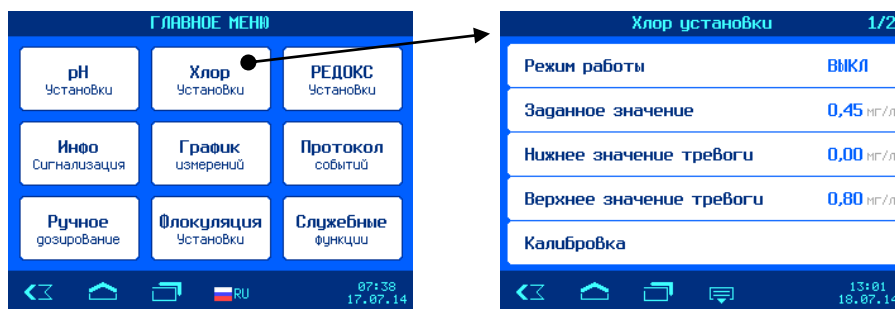 ГЛАВНОЕ МЕНЮ
pH
Установки
Хлор
Установки
РЕДОКС
Установки
Инфо
Сигнализация
График
измерений
Протокол
событий
Ручное
дозирование
Флокуляция
Установки
Служебные
функции
RU
07:38
17.07.14
Хлор установки 1/2
Режим работы ВЫКЛ
Заданное значение 0,45 мг/л
Нижнее значение тревоги 0,00 мг/л
Верхнее значение тревоги 0,80 мг/л
Калибровка
13:01
18.07.14